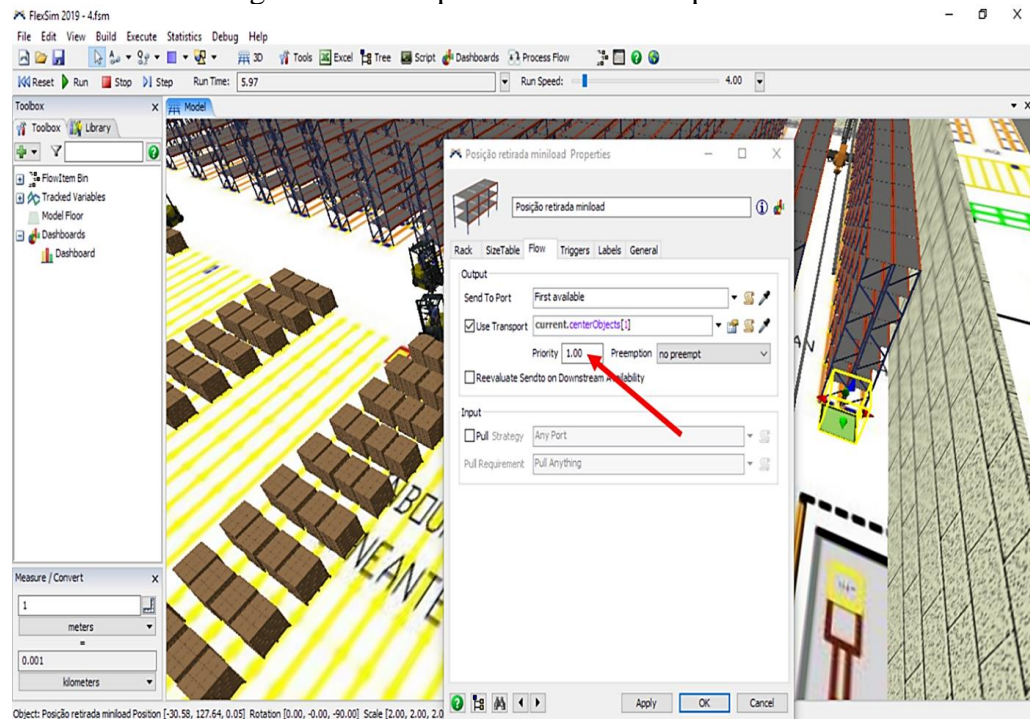 FlexSim 2019 - 4.fsm
File Edit View Build Execute Statistics Debug Help
3D Tools Excel Tree Script Dashboards Process Flow
Reset Run Stop Step Run Time: 5.97 Run Speed: 4.00
Toolbox x Model
Toolbox Library
FlowItem Bin
Tracked Variables
Model Floor
Dashboards
Dashboard
Measure / Convert x
1
meters
=
0.001
kilometers
Posição retirada miniload Properties
Posição retirada miniload
Rack SizeTable Flow Triggers Labels General
Output
Send To Port First available
Use Transport current.centerObjects[1]
Priority 1.00 Preemption no preempt
Reevaluate Sendto on Downstream Availability
Input
Pull Strategy Any Port
Pull Requirement Pull Anything
Apply OK Cancel
Object: Posição retirada miniload Position [-30.58, 127.64, 0.05] Rotation [0.00, -0.00, -90.00] Scale [2.00, 2.00, 2.0